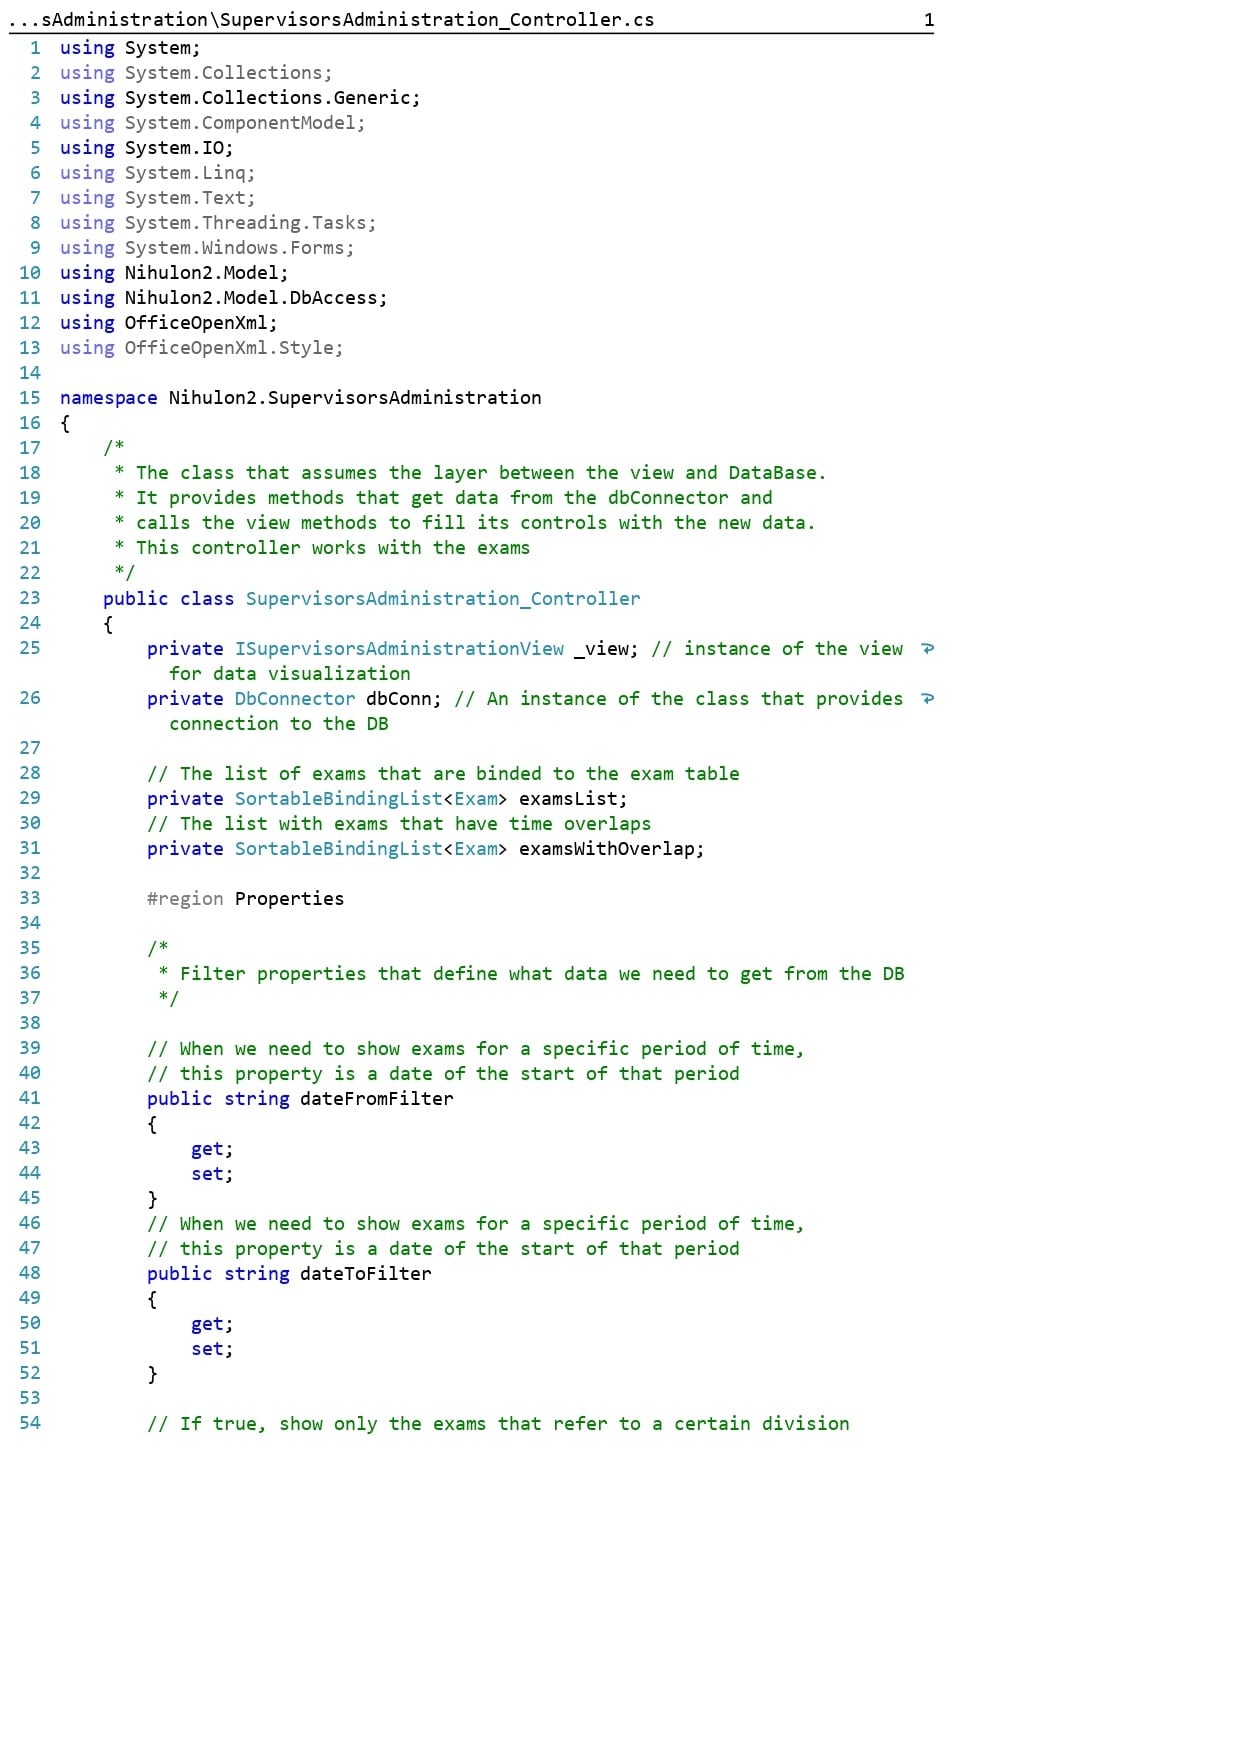 ...sAdministration\SupervisorsAdministration_Controller.cs 1
1 using System;
2 using System.Collections;
3 using System.Collections.Generic;
4 using System.ComponentModel;
5 using System.IO;
6 using System.Linq;
7 using System.Text;
8 using System.Threading.Tasks;
9 using System.Windows.Forms;
10 using Nihulon2.Model;
11 using Nihulon2.Model.DbAccess;
12 using OfficeOpenXml;
13 using OfficeOpenXml.Style;
14
15 namespace Nihulon2.SupervisorsAdministration
16 {
17     /*
18      * The class that assumes the layer between the view and DataBase.
19      * It provides methods that get data from the dbConnector and
20      * calls the view methods to fill its controls with the new data.
21      * This controller works with the exams
22      */
23     public class SupervisorsAdministration_Controller
24     {
25         private ISupervisorsAdministrationView _view; // instance of the view
           for data visualization
26         private DbConnector dbConn; // An instance of the class that provides
           connection to the DB
27
28         // The list of exams that are binded to the exam table
29         private SortableBindingList<Exam> examsList;
30         // The list with exams that have time overlaps
31         private SortableBindingList<Exam> examsWithOverlap;
32
33         #region Properties
34
35         /*
36          * Filter properties that define what data we need to get from the DB
37          */
38
39         // When we need to show exams for a specific period of time,
40         // this property is a date of the start of that period
41         public string dateFromFilter
42         {
43             get;
44             set;
45         }
46         // When we need to show exams for a specific period of time,
47         // this property is a date of the start of that period
48         public string dateToFilter
49         {
50             get;
51             set;
52         }
53
54         // If true, show only the exams that refer to a certain division